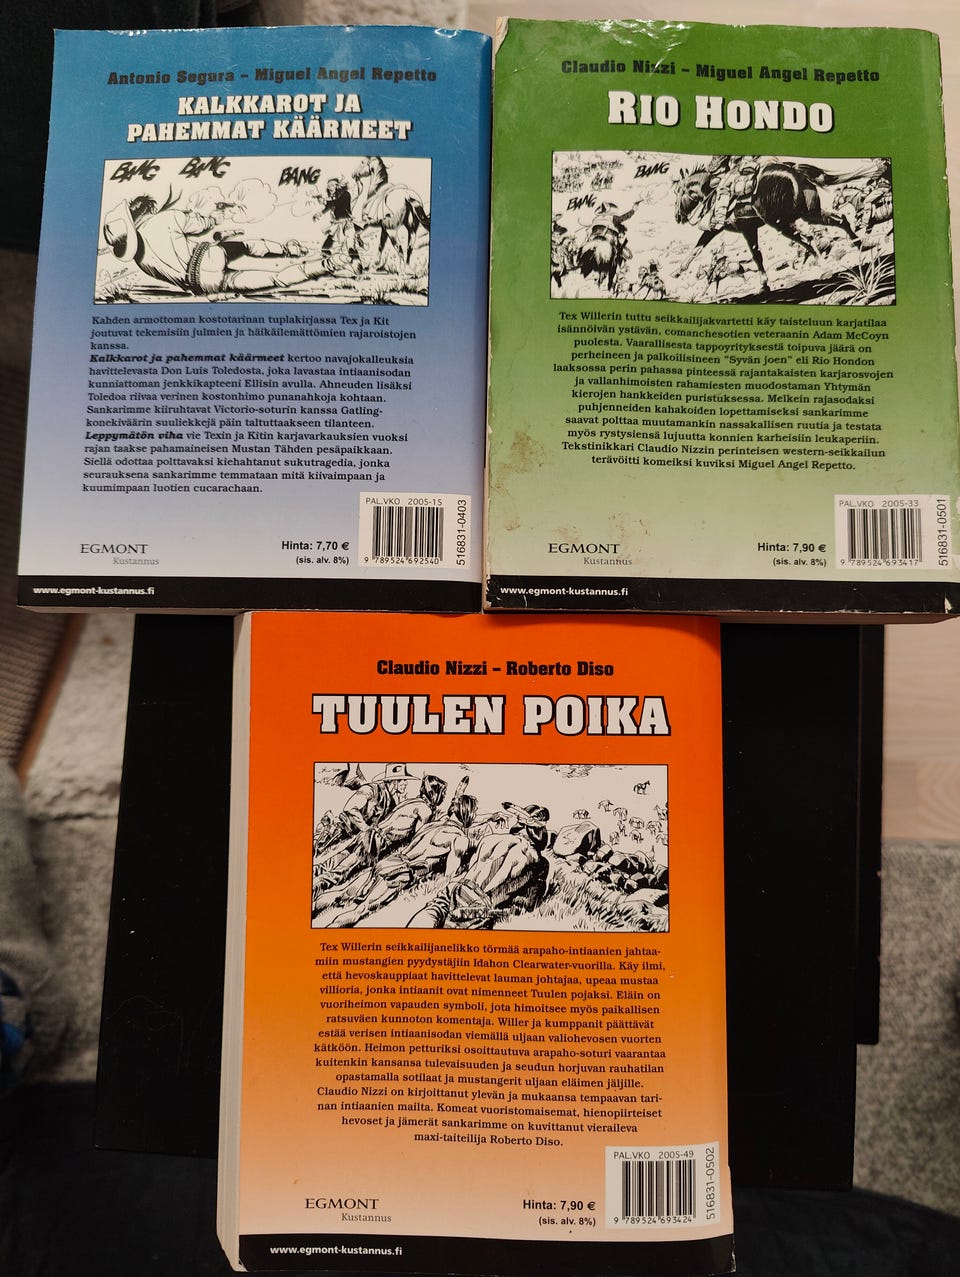 Antonio Segura – Miguel Angel Repetto
KALKKAROT JA
PAHEMMAT KÄÄRMEET
BANG
BANG
BANG
ZIP
Kahden armottoman kostotarinan tuplakirjassa Tex ja Kit
joutuvat tekemisiin julmien ja häikäilemättömien rajaroistojen
kanssa.
Kalkkarot ja pahemmat käärmeet kertoo navajokalleuksia
havittelevasta Don Luis Toledosta, joka lavastaa intiaanisodan
kunniattoman jenkkikapteeni Ellisin avulla. Ahneuden lisäksi
Toledoa riivaa verinen kostonhimo punanahkoja kohtaan.
Sankarimme kiiruhtavat Victorio-soturin kanssa Gatling-
konekiväärin suuliekkejä päin taltuttaakseen tilanteen.
Leppymätön viha vie Texin ja Kitin karjavarkauksien vuoksi
rajan taakse pahamaineisen Mustan Tähden pesäpaikkaan.
Siellä odottaa polttavaksi kiehahtanut sukutragedia, jonka
seurauksena sankarimme temmataan mitä kiivaimpaan ja
kuumimpaan luotien cucarachaan.
EGMONT
Kustannus
Hinta: 7,70 €
(sis. alv. 8%)
PAL.VKO 2005-15
9 789524 692540
516831-0403
www.egmont-kustannus.fi
Claudio Nizzi – Miguel Angel Repetto
RIO HONDO
BANG
BANG
Tex Willerin tuttu seikkailijakvartetti käy taisteluun karjatilaa
isännöivän ystävän, comanchesotien veteraanin Adam McCoyn
puolesta. Vaarallisesta tappoyrityksestä toipuva jäärä on
perheineen ja palkollisineen "Syvän joen" eli Rio Hondon
laaksossa perin pahassa pinteessä rajantakaisten karjarosvojen
ja vallanhimoisten rahamiesten muodostaman Yhtymän
kierojen hankkeiden puristuksessa. Melkein rajasodaksi
puhjenneiden kahakoiden lopettamiseksi sankarimme
saavat polttaa muutamankin nassakallisen ruutia ja testata
myös rystysiensä lujuutta konnien karheisiin leukaperiin.
Tekstinikkari Claudio Nizzin perinteisen western-seikkailun
terävöitti komeiksi kuviksi Miguel Angel Repetto.
EGMONT
Kustannus
Hinta: 7,90 €
(sis. alv. 8%)
PAL.VKO 2005-33
9 789524 693417
516831-0501
www.egmont-kustannus.fi
Claudio Nizzi – Roberto Diso
TUULEN POIKA
Tex Willerin seikkailijanelikko törmää arapaho-intiaanien jahtaa-
miin mustangien pyydystäjiin Idahon Clearwater-vuorilla. Käy ilmi,
että hevoskauppiaat havittelevat lauman johtajaa, upeaa mustaa
villioria, jonka intiaanit ovat nimenneet Tuulen pojaksi. Eläin on
vuoriheimon vapauden symboli, jota himoitsee myös paikallisen
ratsuväen kunnoton komentaja. Willer ja kumppanit päättävät
estää verisen intiaanisodan viemällä uljaan valiohevosen vuorten
kätköön. Heimon petturiksi osoittautuva arapaho-soturi vaarantaa
kuitenkin kansansa tulevaisuuden ja seudun horjuvan rauhatilan
opastamalla sotilaat ja mustangerit uljaan eläimen jäljille.
Claudio Nizzi on kirjoittanut ylevän ja mukaansa tempaavan tari-
nan intiaanien mailta. Komeat vuoristomaisemat, hienopiirteiset
hevoset ja jämerät sankarimme on kuvittanut vieraileva
maxi-taiteilija Roberto Diso.
EGMONT
Kustannus
Hinta: 7,90 €
(sis. alv. 8%)
PAL.VKO 2005-49
9 789524 693424
516831-0502
www.egmont-kustannus.fi